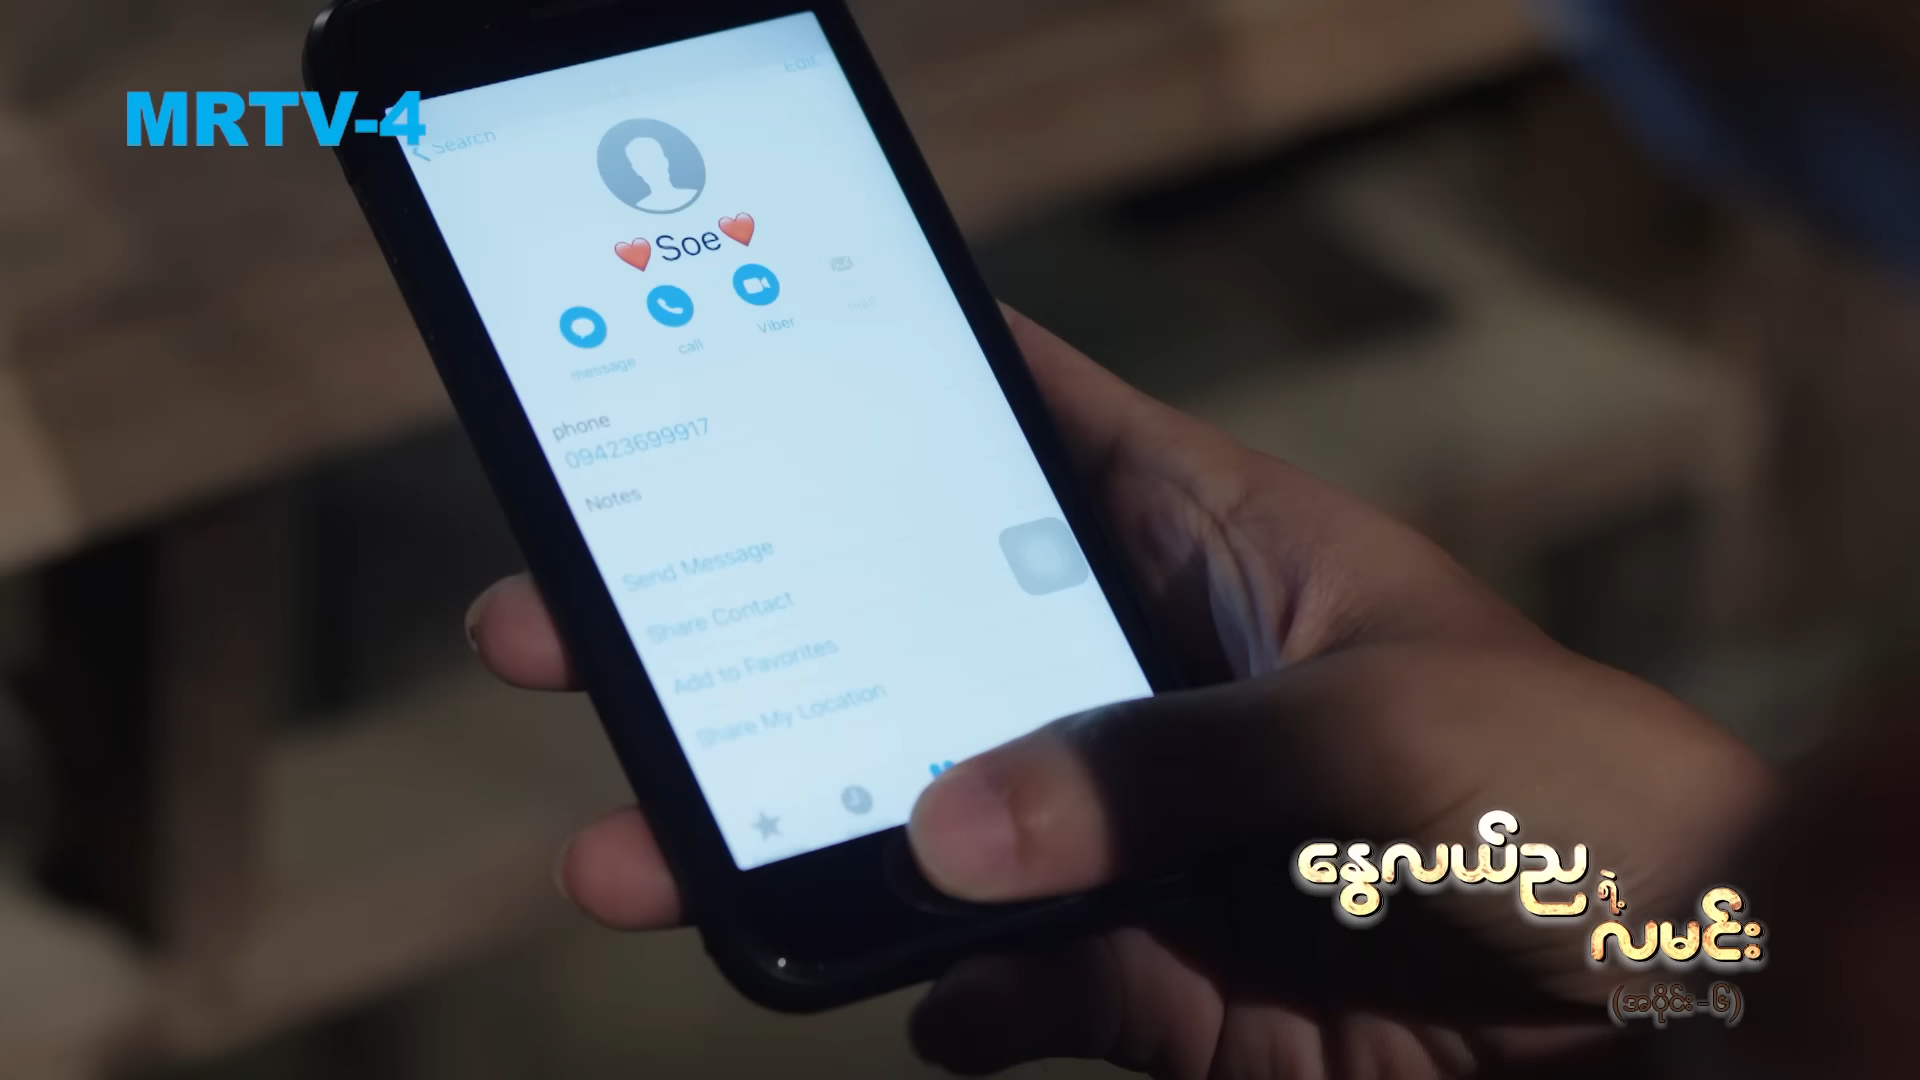 MRTV-4
Edit
Search
❤️Soe❤️
message
call
Viber
mail
phone
09423699917
Notes
Send Message
Share Contact
Add to Favorites
Share My Location
နွေလယ်ည
ရဲ့
လမင်း
(အပိုင်း-၆)